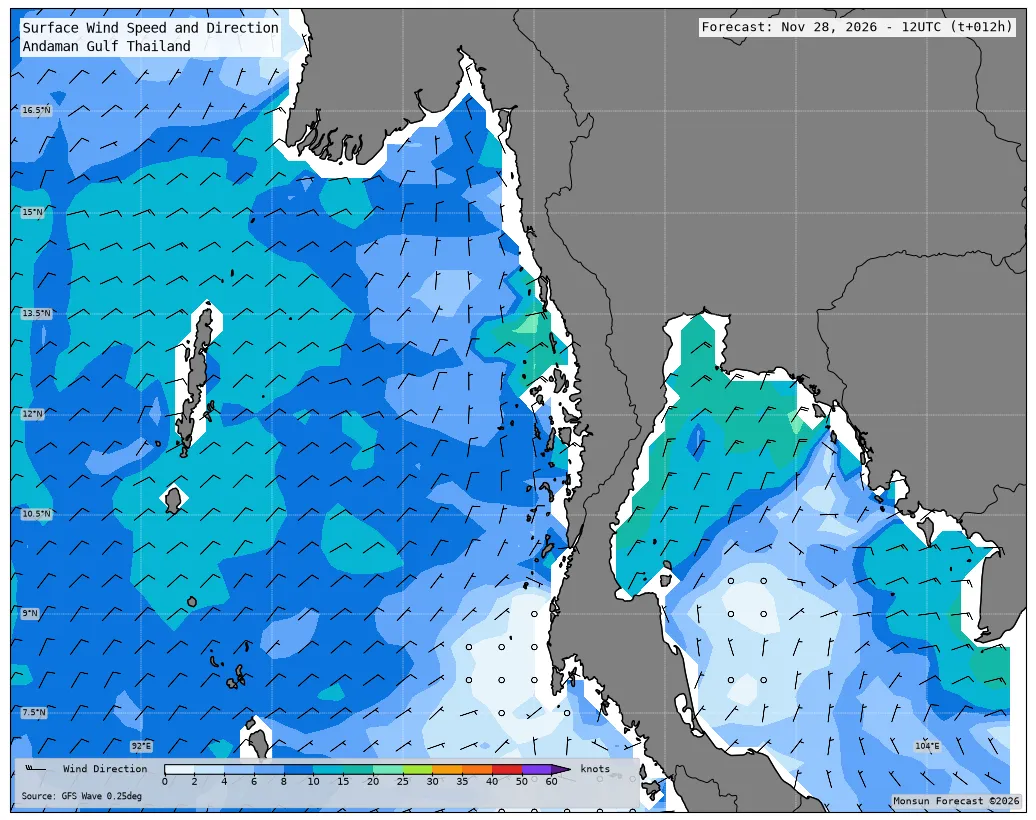 Surface Wind Speed and Direction
Andaman Gulf Thailand
Forecast: Nov 28, 2026 - 12UTC (t+012h)
16.5°N
15°N
13.5°N
12°N
10.5°N
9°N
7.5°N
92°E
104°E
Wind Direction
knots
0 2 4 6 8 10 15 20 25 30 35 40 50 60
Source: GFS Wave 0.25deg
Monsun Forecast ©2026